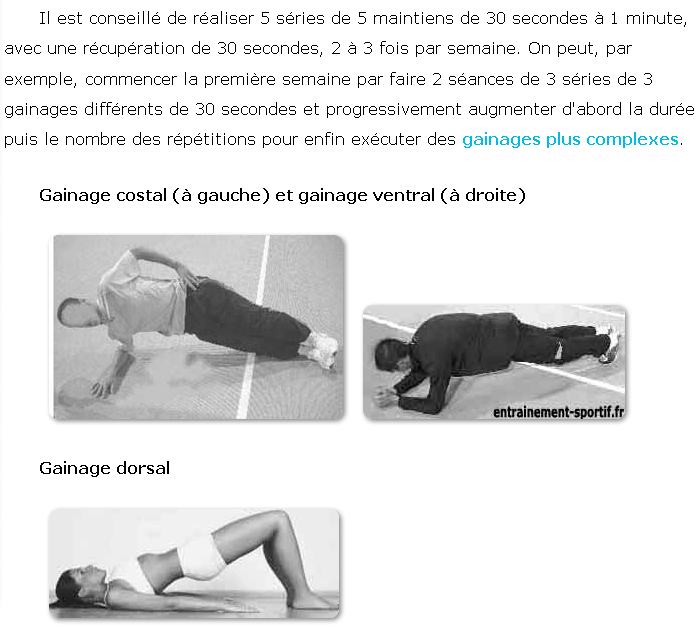 Il est conseillé de réaliser 5 séries de 5 maintiens de 30 secondes à 1 minute,
avec une récupération de 30 secondes, 2 à 3 fois par semaine. On peut, par
exemple, commencer la première semaine par faire 2 séances de 3 séries de 3
gainages différents de 30 secondes et progressivement augmenter d'abord la durée
puis le nombre des répétitions pour enfin exécuter des gainages plus complexes.
Gainage costal (à gauche) et gainage ventral (à droite)
entrainement-sportif.fr
Gainage dorsal